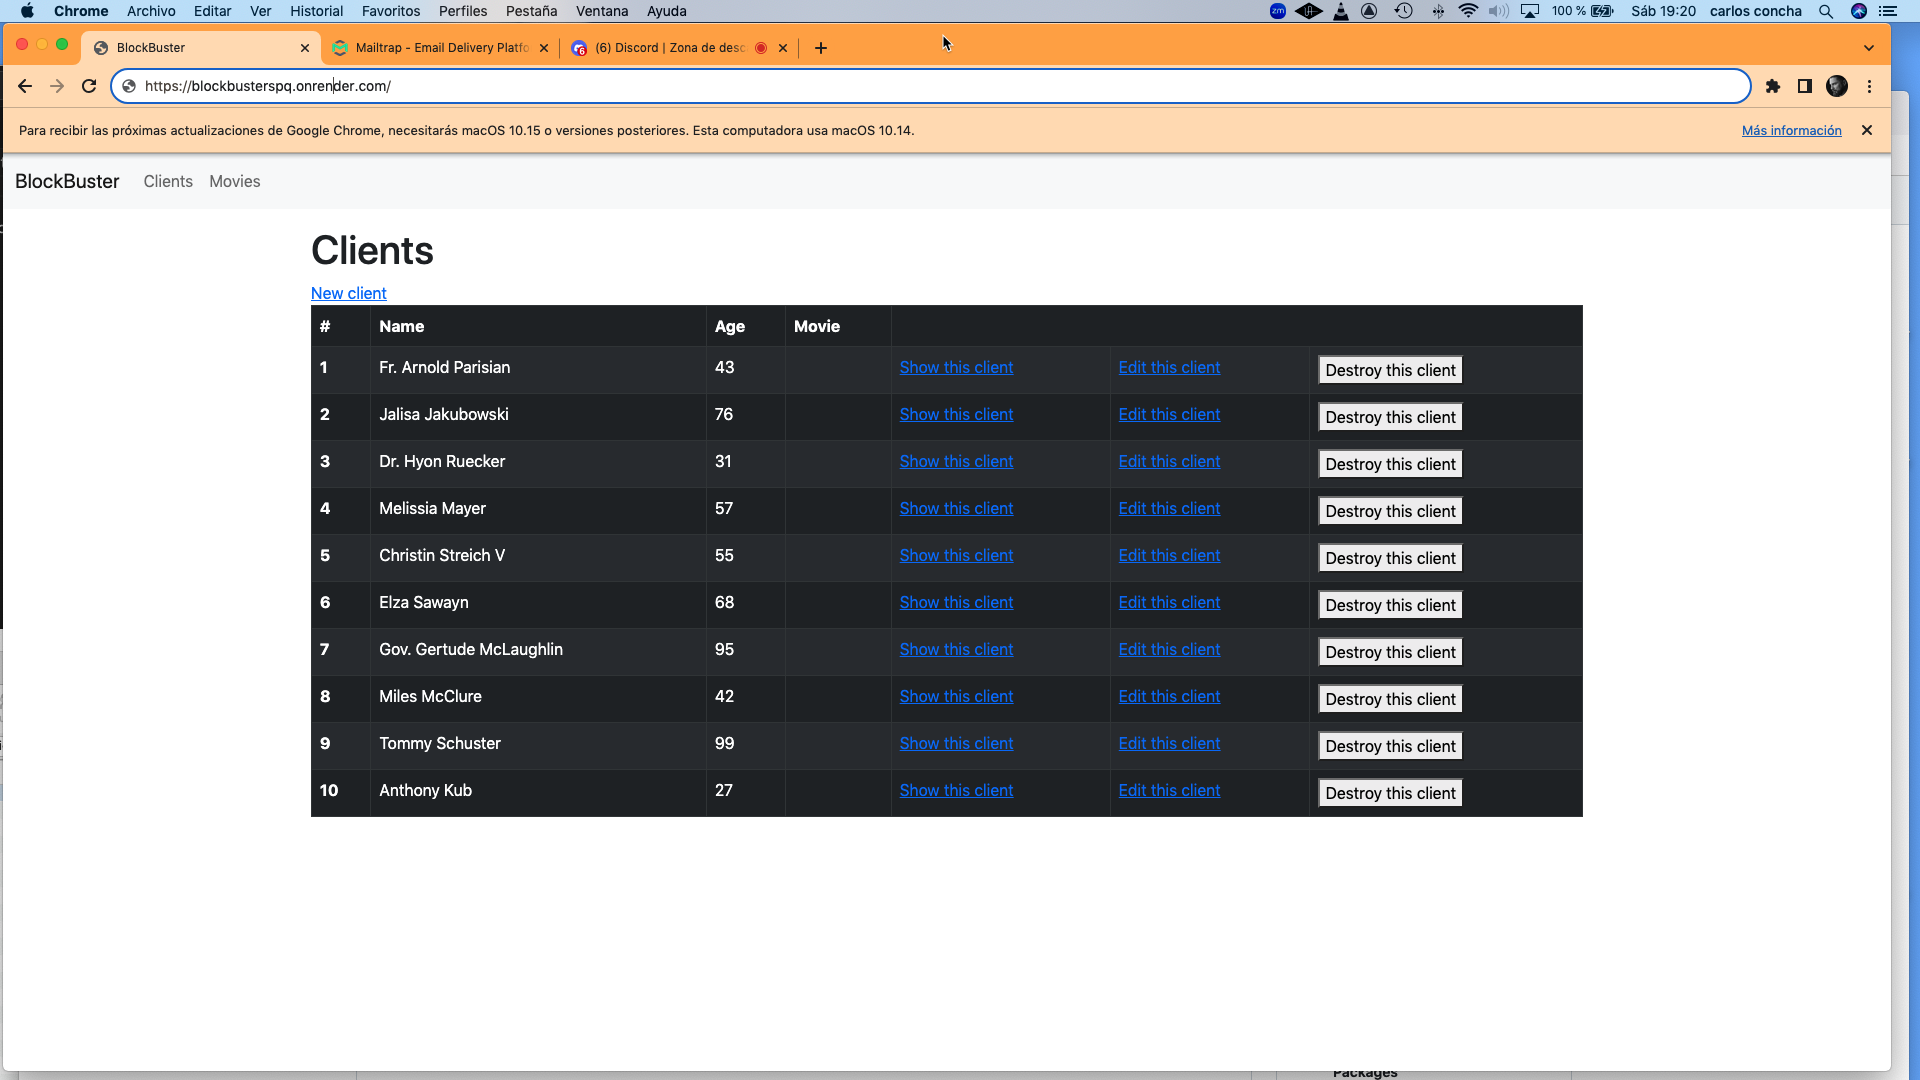 Chrome Archivo Editar Ver Historial Favoritos Perfiles Pestaña Ventana Ayuda zm 100 % Sáb 19:20 carlos concha
BlockBuster Mailtrap - Email Delivery Platfo (6) Discord | Zona de desc
https://blockbusterspq.onrender.com/
Para recibir las próximas actualizaciones de Google Chrome, necesitarás macOS 10.15 o versiones posteriores. Esta computadora usa macOS 10.14. Más información
BlockBuster Clients Movies
Clients
New client
# Name Age Movie
1 Fr. Arnold Parisian 43 Show this client Edit this client Destroy this client
2 Jalisa Jakubowski 76 Show this client Edit this client Destroy this client
3 Dr. Hyon Ruecker 31 Show this client Edit this client Destroy this client
4 Melissia Mayer 57 Show this client Edit this client Destroy this client
5 Christin Streich V 55 Show this client Edit this client Destroy this client
6 Elza Sawayn 68 Show this client Edit this client Destroy this client
7 Gov. Gertude McLaughlin 95 Show this client Edit this client Destroy this client
8 Miles McClure 42 Show this client Edit this client Destroy this client
9 Tommy Schuster 99 Show this client Edit this client Destroy this client
10 Anthony Kub 27 Show this client Edit this client Destroy this client
Packages